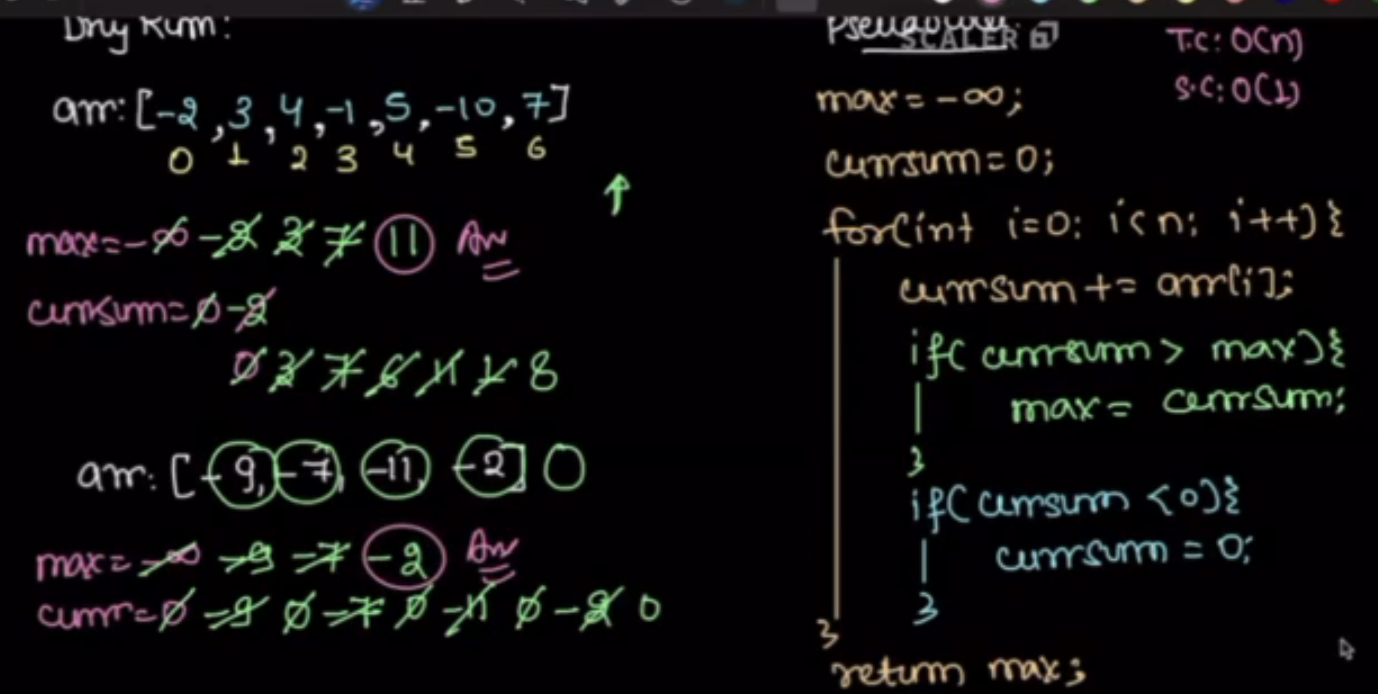 Dry Run:
arr: [-2, 3, 4, -1, 5, -10, 7]
0 1 2 3 4 5 6
max = -∞ -2 3 7 11 Ans
currsum = 0 -2
0 3 7 6 11 1 8
arr: [-9, -7, -11, -2] 0
max = -∞ -9 -7 -2 Ans
curr = 0 -9 0 -7 0 -11 0 -2 0
SCALER
T.C: O(n)
S.C: O(1)
max = -∞;
currsum = 0;
for(int i=0; i<n; i++){
currsum += arr[i];
if( currsum > max){
max = currsum;
}
if( currsum <0){
currsum = 0;
}
}
return max;